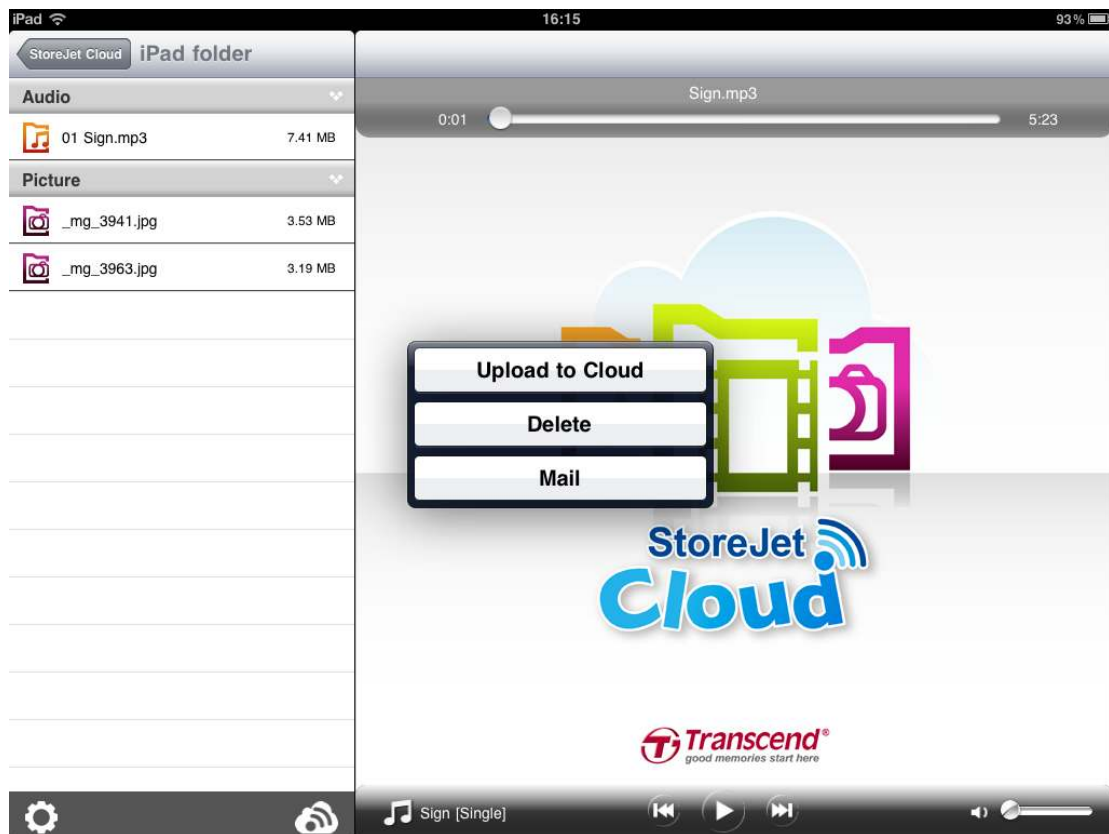 iPad 16:15 93%
StoreJet Cloud iPad folder
Audio
01 Sign.mp3 7.41 MB
Picture
_mg_3941.jpg 3.53 MB
_mg_3963.jpg 3.19 MB
Sign.mp3
0:01 5:23
Upload to Cloud
Delete
Mail
StoreJet
Cloud
Transcend®
good memories start here
Sign [Single]